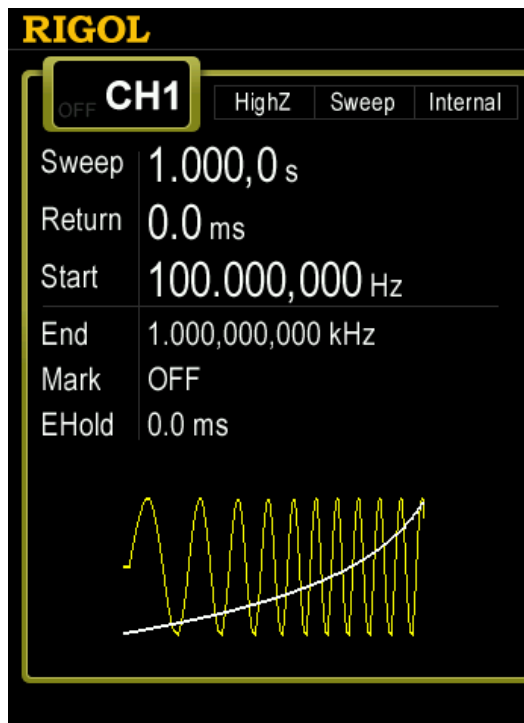 RIGOL
OFF CH1 HighZ Sweep Internal
Sweep 1.000,0 s
Return 0.0 ms
Start 100.000,000 Hz
End 1.000,000,000 kHz
Mark OFF
EHold 0.0 ms